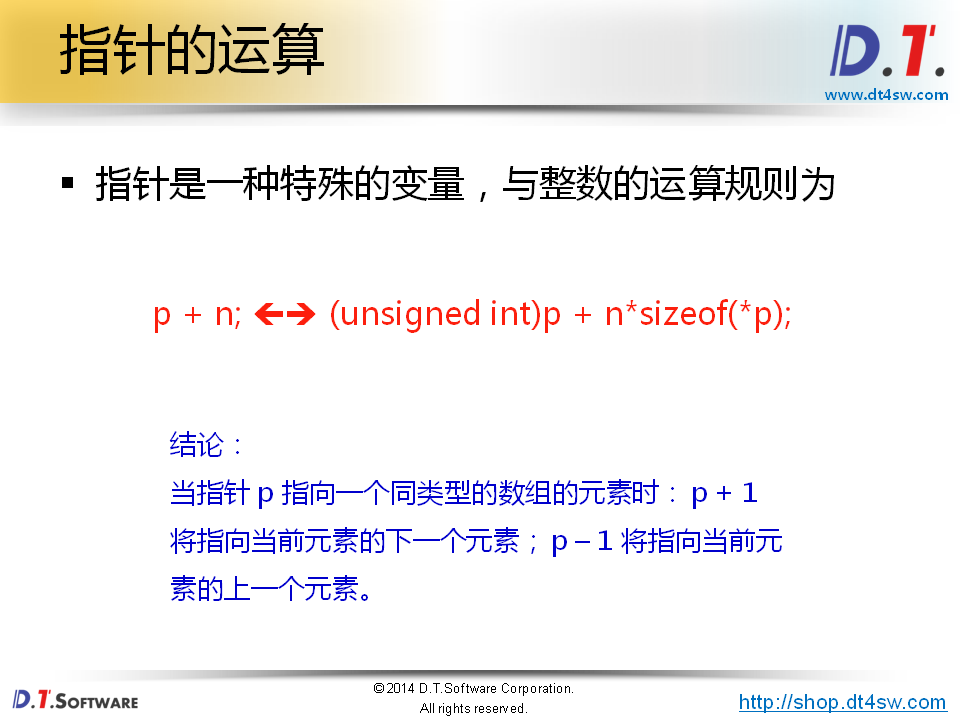 指针的运算
D.T.
www.dt4sw.com
▪ 指针是一种特殊的变量，与整数的运算规则为
p + n; 🡸🡺 (unsigned int)p + n*sizeof(*p);
结论：
当指针 p 指向一个同类型的数组的元素时： p + 1
将指向当前元素的下一个元素； p – 1 将指向当前元
素的上一个元素。
D.T.SOFTWARE
©2014 D.T.Software Corporation.
All rights reserved.
http://shop.dt4sw.com